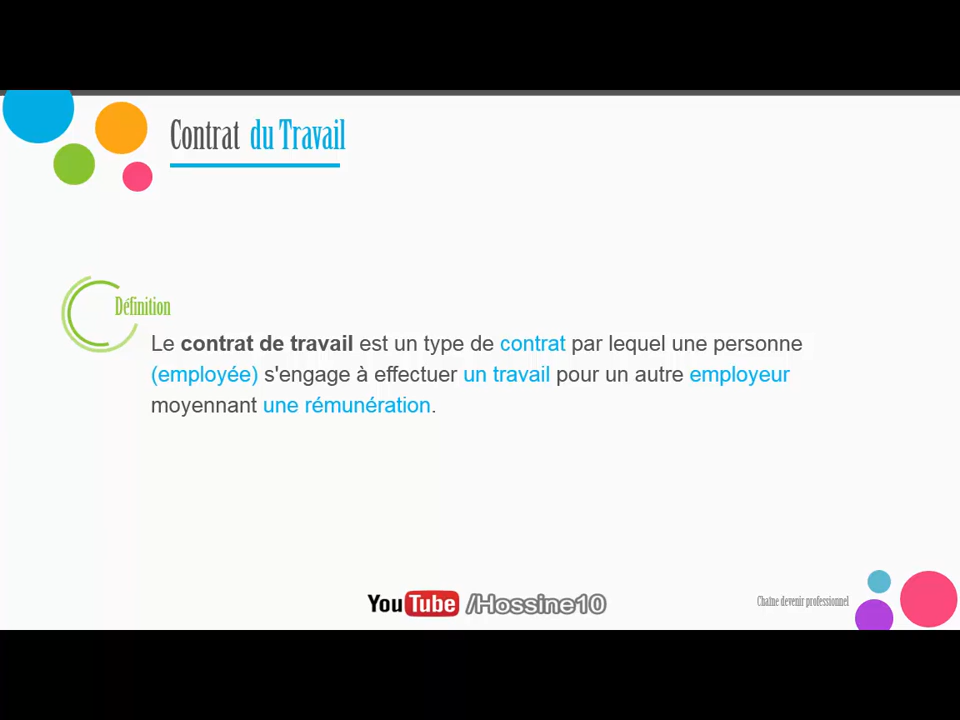 Contrat du Travail
Définition
Le contrat de travail est un type de contrat par lequel une personne
(employée) s'engage à effectuer un travail pour un autre employeur
moyennant une rémunération.
YouTube /Hossine10
Chaine devenir professionnel